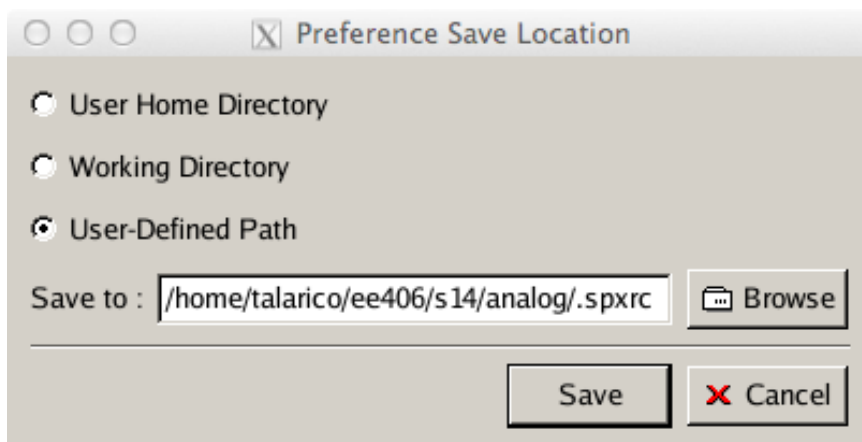 Preference Save Location
User Home Directory
Working Directory
User-Defined Path
Save to : /home/talarico/ee406/s14/analog/.spxrc Browse
Save Cancel